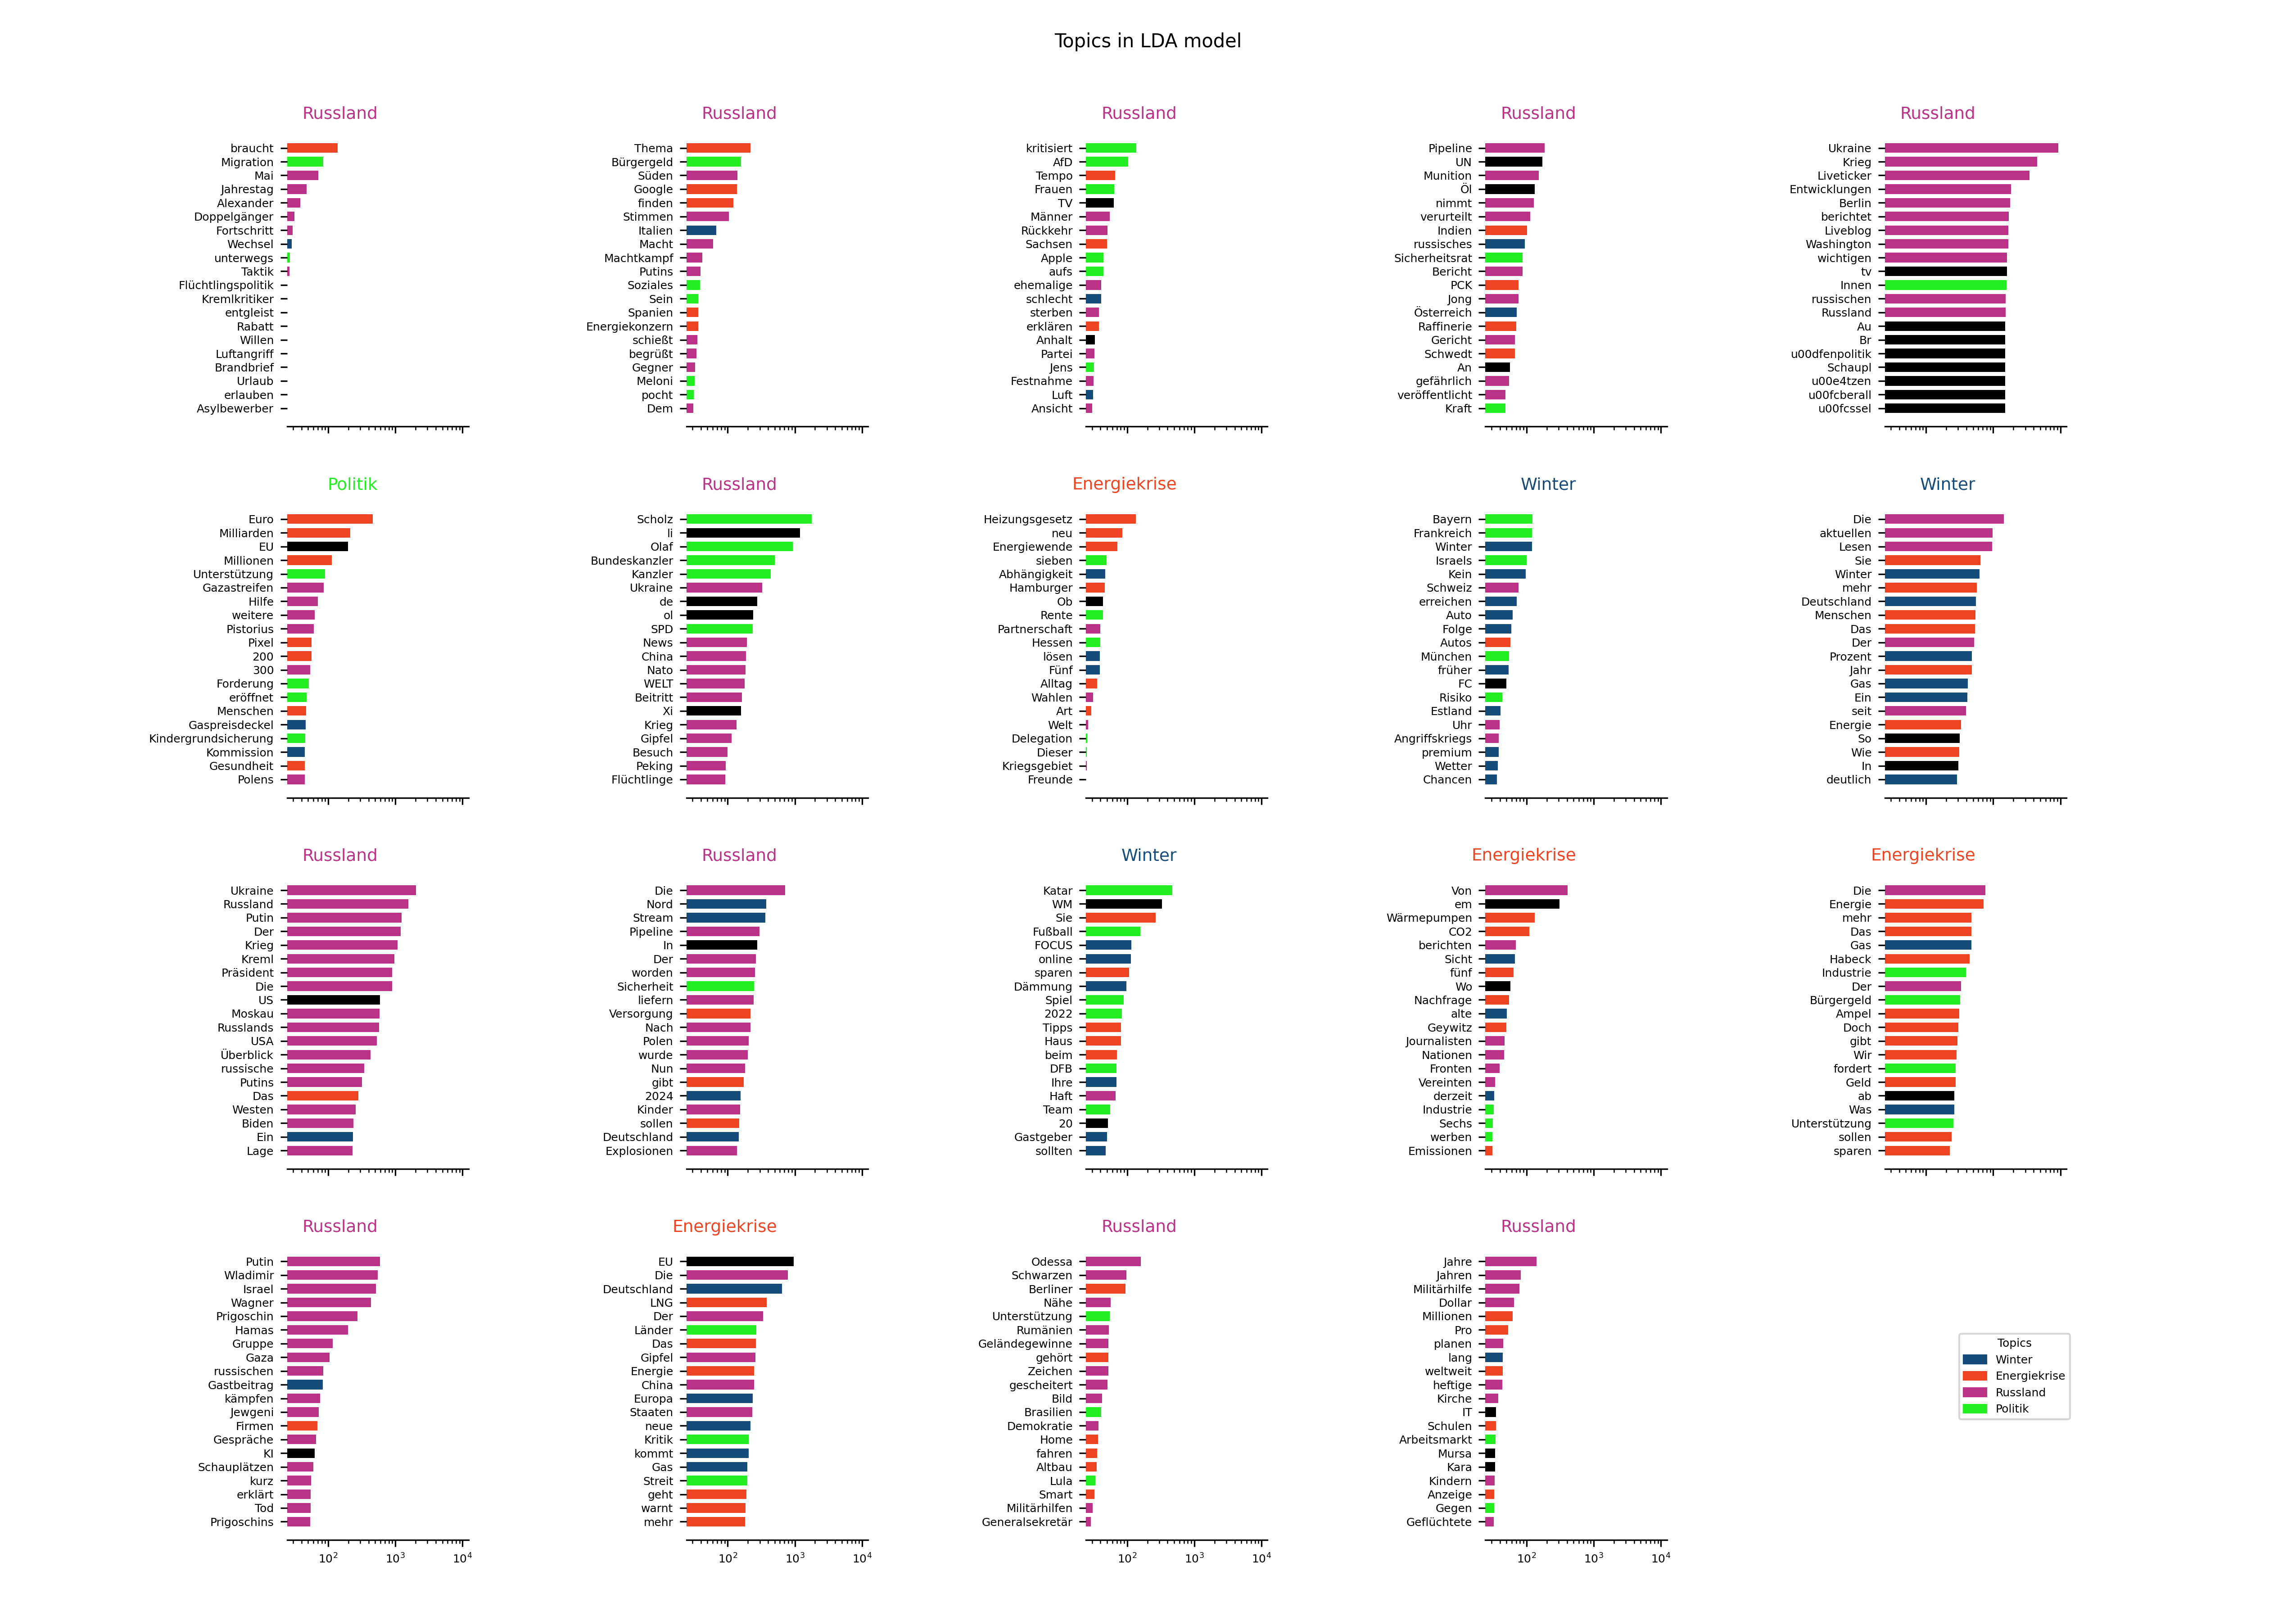 Topics in LDA model
Russland
braucht
Migration
Mai
Jahrestag
Alexander
Doppelgänger
Fortschritt
Wechsel
unterwegs
Taktik
Flüchtlingspolitik
Kremlkritiker
entgleist
Rabatt
Willen
Luftangriff
Brandbrief
Urlaub
erlauben
Asylbewerber
Russland
Thema
Bürgergeld
Süden
Google
finden
Stimmen
Italien
Macht
Machtkampf
Putins
Soziales
Sein
Spanien
Energiekonzern
schießt
begrüßt
Gegner
Meloni
pocht
Dem
Russland
kritisiert
AfD
Tempo
Frauen
TV
Männer
Rückkehr
Sachsen
Apple
aufs
ehemalige
schlecht
sterben
erklären
Anhalt
Partei
Jens
Festnahme
Luft
Ansicht
Russland
Pipeline
UN
Munition
Öl
nimmt
verurteilt
Indien
russisches
Sicherheitsrat
Bericht
PCK
Jong
Österreich
Raffinerie
Gericht
Schwedt
An
gefährlich
veröffentlicht
Kraft
Russland
Ukraine
Krieg
Liveticker
Entwicklungen
Berlin
berichtet
Liveblog
Washington
wichtigen
tv
Innen
russischen
Russland
Au
Br
u00dfenpolitik
Schaupl
u00e4tzen
u00fcberall
u00fcssel
Politik
Euro
Milliarden
EU
Millionen
Unterstützung
Gazastreifen
Hilfe
weitere
Pistorius
Pixel
200
300
Forderung
eröffnet
Menschen
Gaspreisdeckel
Kindergrundsicherung
Kommission
Gesundheit
Polens
Russland
Scholz
li
Olaf
Bundeskanzler
Kanzler
Ukraine
de
ol
SPD
News
China
Nato
WELT
Beitritt
Xi
Krieg
Gipfel
Besuch
Peking
Flüchtlinge
Energiekrise
Heizungsgesetz
neu
Energiewende
sieben
Abhängigkeit
Hamburger
Ob
Rente
Partnerschaft
Hessen
lösen
Fünf
Alltag
Wahlen
Art
Welt
Delegation
Dieser
Kriegsgebiet
Freunde
Winter
Bayern
Frankreich
Winter
Israels
Kein
Schweiz
erreichen
Auto
Folge
Autos
München
früher
FC
Risiko
Estland
Uhr
Angriffskriegs
premium
Wetter
Chancen
Winter
Die
aktuellen
Lesen
Sie
Winter
mehr
Deutschland
Menschen
Das
Der
Prozent
Jahr
Gas
Ein
seit
Energie
So
Wie
In
deutlich
Russland
Ukraine
Russland
Putin
Der
Krieg
Kreml
Präsident
Die
US
Moskau
Russlands
USA
Überblick
russische
Putins
Das
Westen
Biden
Ein
Lage
Russland
Die
Nord
Stream
Pipeline
In
Der
worden
Sicherheit
liefern
Versorgung
Nach
Polen
wurde
Nun
gibt
2024
Kinder
sollen
Deutschland
Explosionen
Winter
Katar
WM
Sie
Fußball
FOCUS
online
sparen
Dämmung
Spiel
2022
Tipps
Haus
beim
DFB
Ihre
Haft
Team
20
Gastgeber
sollten
Energiekrise
Von
em
Wärmepumpen
CO2
berichten
Sicht
fünf
Wo
Nachfrage
alte
Geywitz
Journalisten
Nationen
Fronten
Vereinten
derzeit
Industrie
Sechs
werben
Emissionen
Energiekrise
Die
Energie
mehr
Das
Gas
Habeck
Industrie
Der
Bürgergeld
Ampel
Doch
gibt
Wir
fordert
Geld
ab
Was
Unterstützung
sollen
sparen
Russland
Putin
Wladimir
Israel
Wagner
Prigoschin
Hamas
Gruppe
Gaza
russischen
Gastbeitrag
kämpfen
Jewgeni
Firmen
Gespräche
KI
Schauplätzen
kurz
erklärt
Tod
Prigoschins
10² 10³ 10⁴
Energiekrise
EU
Die
Deutschland
LNG
Der
Länder
Das
Gipfel
Energie
China
Europa
Staaten
neue
Kritik
kommt
Gas
Streit
geht
warnt
mehr
10² 10³ 10⁴
Russland
Odessa
Schwarzen
Berliner
Nähe
Unterstützung
Rumänien
Geländegewinne
gehört
Zeichen
gescheitert
Bild
Brasilien
Demokratie
Home
fahren
Altbau
Lula
Smart
Militärhilfen
Generalsekretär
10² 10³ 10⁴
Russland
Jahre
Jahren
Militärhilfe
Dollar
Millionen
Pro
planen
lang
weltweit
heftige
Kirche
IT
Schulen
Arbeitsmarkt
Mursa
Kara
Kindern
Anzeige
Gegen
Geflüchtete
10² 10³ 10⁴
Topics
Winter
Energiekrise
Russland
Politik